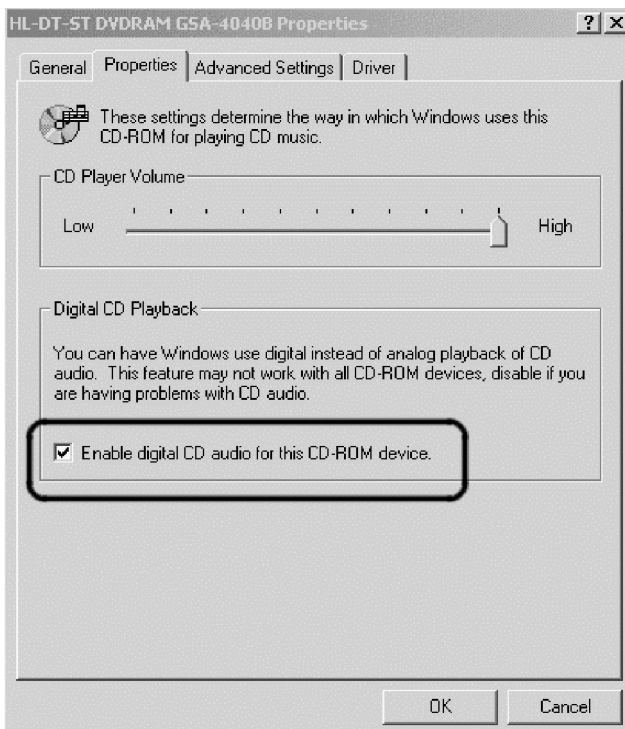 HL-DT-ST DVDRAM GSA-4040B Properties
General Properties Advanced Settings Driver
These settings determine the way in which Windows uses this
CD-ROM for playing CD music.
CD Player Volume
Low High
Digital CD Playback
You can have Windows use digital instead of analog playback of CD
audio. This feature may not work with all CD-ROM devices, disable if you
are having problems with CD audio.
Enable digital CD audio for this CD-ROM device.
OK Cancel